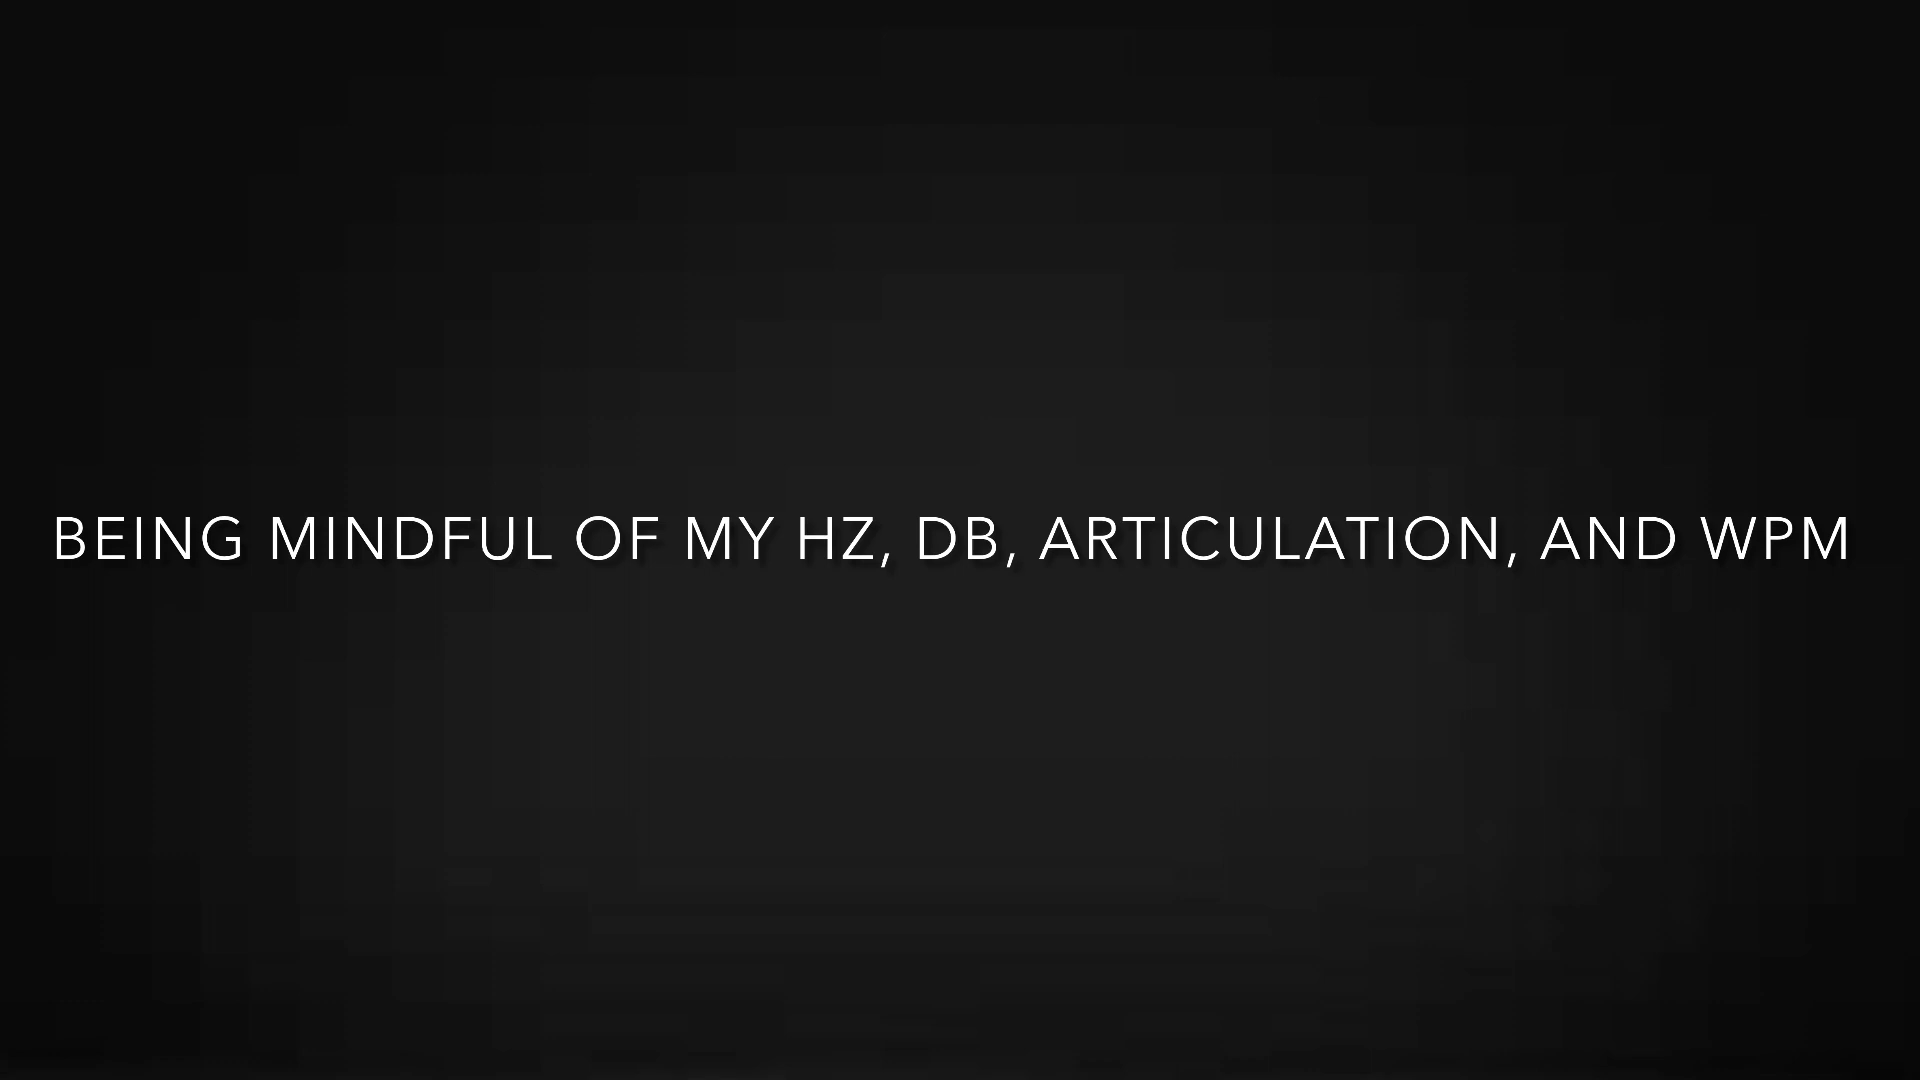 BEING MINDFUL OF MY HZ, DB, ARTICULATION, AND WPM